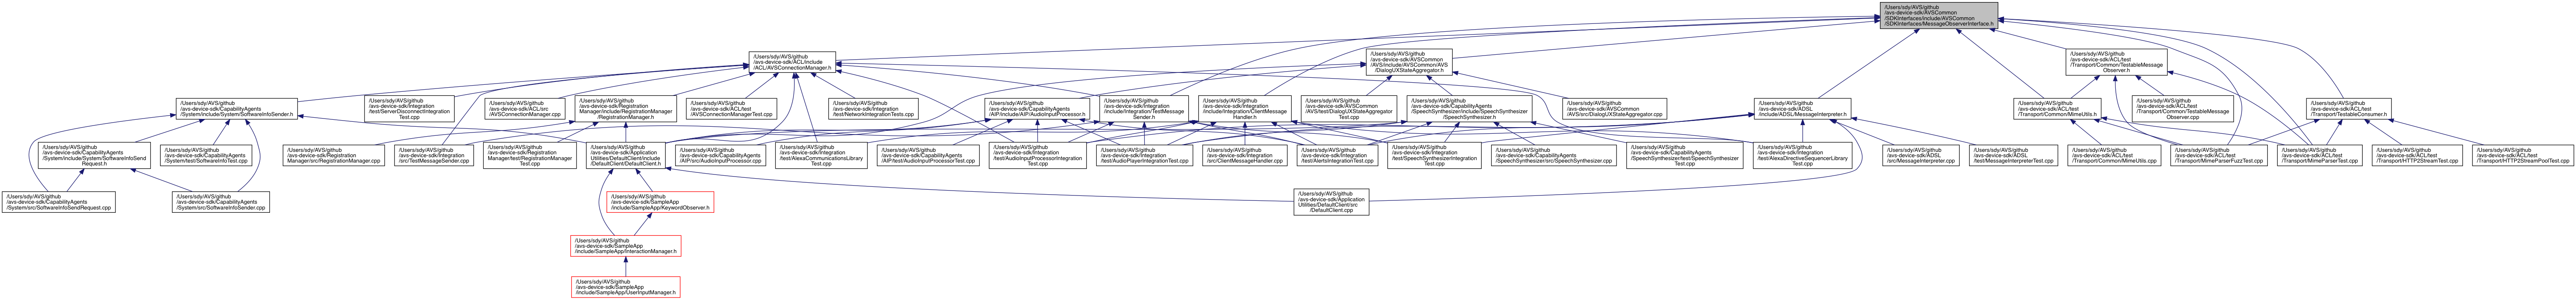 /Users/sdy/AVS/github
/avs-device-sdk/AVSCommon
/SDKInterfaces/include/AVSCommon
/SDKInterfaces/MessageObserverInterface.h
/Users/sdy/AVS/github
/avs-device-sdk/ACL/include
/ACL/AVSConnectionManager.h
/Users/sdy/AVS/github
/avs-device-sdk/AVSCommon
/AVS/include/AVSCommon/AVS
/DialogUXStateAggregator.h
/Users/sdy/AVS/github
/avs-device-sdk/ACL/test
/Transport/Common/TestableMessage
Observer.h
/Users/sdy/AVS/github
/avs-device-sdk/CapabilityAgents
/System/include/System/SoftwareInfoSender.h
/Users/sdy/AVS/github
/avs-device-sdk/Integration
/test/ServerDisconnectIntegration
Test.cpp
/Users/sdy/AVS/github
/avs-device-sdk/ACL/src
/AVSConnectionManager.cpp
/Users/sdy/AVS/github
/avs-device-sdk/Registration
Manager/include/RegistrationManager
/RegistrationManager.h
/Users/sdy/AVS/github
/avs-device-sdk/ACL/test
/AVSConnectionManagerTest.cpp
/Users/sdy/AVS/github
/avs-device-sdk/Integration
/test/NetworkIntegrationTests.cpp
/Users/sdy/AVS/github
/avs-device-sdk/CapabilityAgents
/AIP/include/AIP/AudioInputProcessor.h
/Users/sdy/AVS/github
/avs-device-sdk/Integration
/include/Integration/TestMessage
Sender.h
/Users/sdy/AVS/github
/avs-device-sdk/Integration
/include/Integration/ClientMessage
Handler.h
/Users/sdy/AVS/github
/avs-device-sdk/AVSCommon
/AVS/test/DialogUXStateAggregator
Test.cpp
/Users/sdy/AVS/github
/avs-device-sdk/CapabilityAgents
/SpeechSynthesizer/include/SpeechSynthesizer
/SpeechSynthesizer.h
/Users/sdy/AVS/github
/avs-device-sdk/AVSCommon
/AVS/src/DialogUXStateAggregator.cpp
/Users/sdy/AVS/github
/avs-device-sdk/ADSL
/include/ADSL/MessageInterpreter.h
/Users/sdy/AVS/github
/avs-device-sdk/ACL/test
/Transport/Common/MimeUtils.h
/Users/sdy/AVS/github
/avs-device-sdk/ACL/test
/Transport/Common/TestableMessage
Observer.cpp
/Users/sdy/AVS/github
/avs-device-sdk/ACL/test
/Transport/TestableConsumer.h
/Users/sdy/AVS/github
/avs-device-sdk/CapabilityAgents
/System/include/System/SoftwareInfoSend
Request.h
/Users/sdy/AVS/github
/avs-device-sdk/CapabilityAgents
/System/test/SoftwareInfoTest.cpp
/Users/sdy/AVS/github
/avs-device-sdk/Registration
Manager/src/RegistrationManager.cpp
/Users/sdy/AVS/github
/avs-device-sdk/Integration
/src/TestMessageSender.cpp
/Users/sdy/AVS/github
/avs-device-sdk/Registration
Manager/test/RegistrationManager
Test.cpp
/Users/sdy/AVS/github
/avs-device-sdk/Application
Utilities/DefaultClient/include
/DefaultClient/DefaultClient.h
/Users/sdy/AVS/github
/avs-device-sdk/CapabilityAgents
/AIP/src/AudioInputProcessor.cpp
/Users/sdy/AVS/github
/avs-device-sdk/Integration
/test/AlexaCommunicationsLibrary
Test.cpp
/Users/sdy/AVS/github
/avs-device-sdk/CapabilityAgents
/AIP/test/AudioInputProcessorTest.cpp
/Users/sdy/AVS/github
/avs-device-sdk/Integration
/test/AudioInputProcessorIntegration
Test.cpp
/Users/sdy/AVS/github
/avs-device-sdk/Integration
/test/AudioPlayerIntegrationTest.cpp
/Users/sdy/AVS/github
/avs-device-sdk/Integration
/src/ClientMessageHandler.cpp
/Users/sdy/AVS/github
/avs-device-sdk/Integration
/test/AlertsIntegrationTest.cpp
/Users/sdy/AVS/github
/avs-device-sdk/Integration
/test/SpeechSynthesizerIntegration
Test.cpp
/Users/sdy/AVS/github
/avs-device-sdk/CapabilityAgents
/SpeechSynthesizer/src/SpeechSynthesizer.cpp
/Users/sdy/AVS/github
/avs-device-sdk/CapabilityAgents
/SpeechSynthesizer/test/SpeechSynthesizer
Test.cpp
/Users/sdy/AVS/github
/avs-device-sdk/Integration
/test/AlexaDirectiveSequencerLibrary
Test.cpp
/Users/sdy/AVS/github
/avs-device-sdk/ADSL
/src/MessageInterpreter.cpp
/Users/sdy/AVS/github
/avs-device-sdk/ADSL
/test/MessageInterpreterTest.cpp
/Users/sdy/AVS/github
/avs-device-sdk/ACL/test
/Transport/Common/MimeUtils.cpp
/Users/sdy/AVS/github
/avs-device-sdk/ACL/test
/Transport/MimeParserFuzzTest.cpp
/Users/sdy/AVS/github
/avs-device-sdk/ACL/test
/Transport/MimeParserTest.cpp
/Users/sdy/AVS/github
/avs-device-sdk/ACL/test
/Transport/HTTP2StreamTest.cpp
/Users/sdy/AVS/github
/avs-device-sdk/ACL/test
/Transport/HTTP2StreamPoolTest.cpp
/Users/sdy/AVS/github
/avs-device-sdk/CapabilityAgents
/System/src/SoftwareInfoSendRequest.cpp
/Users/sdy/AVS/github
/avs-device-sdk/CapabilityAgents
/System/src/SoftwareInfoSender.cpp
/Users/sdy/AVS/github
/avs-device-sdk/SampleApp
/include/SampleApp/KeywordObserver.h
/Users/sdy/AVS/github
/avs-device-sdk/Application
Utilities/DefaultClient/src
/DefaultClient.cpp
/Users/sdy/AVS/github
/avs-device-sdk/SampleApp
/include/SampleApp/InteractionManager.h
/Users/sdy/AVS/github
/avs-device-sdk/SampleApp
/include/SampleApp/UserInputManager.h